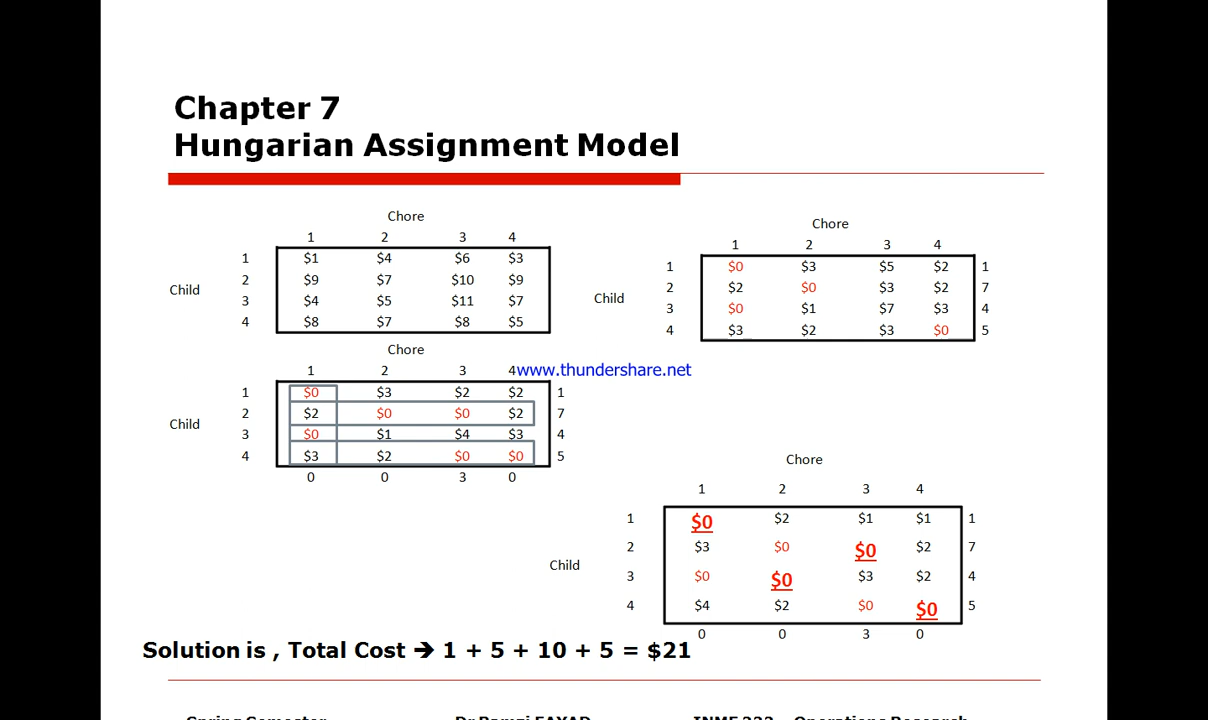 Chapter 7
Hungarian Assignment Model
Chore
1 2 3 4
1 $1 $4 $6 $3
2 $9 $7 $10 $9
Child
3 $4 $5 $11 $7
4 $8 $7 $8 $5
Chore
1 2 3 4
1 $0 $3 $5 $2 1
2 $2 $0 $3 $2 7
Child
3 $0 $1 $7 $3 4
4 $3 $2 $3 $0 5
Chore
1 2 3 4
www.thundershare.net
1 $0 $3 $2 $2 1
2 $2 $0 $0 $2 7
Child
3 $0 $1 $4 $3 4
4 $3 $2 $0 $0 5
0 0 3 0
Chore
1 2 3 4
1 $0 $2 $1 $1 1
2 $3 $0 $0 $2 7
Child
3 $0 $0 $3 $2 4
4 $4 $2 $0 $0 5
0 0 3 0
Solution is , Total Cost ➔ 1 + 5 + 10 + 5 = $21
Spring Semester Dr Ramzi FAYAD Operations Research